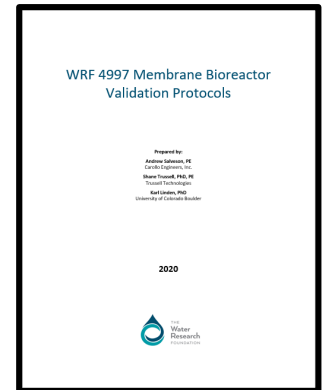 WRF 4997 Membrane Bioreactor
Validation Protocols
Prepared by:
Andrew Salveson, PE
Carollo Engineers, Inc.
Shane Trussell, PhD, PE
Trussell Technologies
Karl Linden, PhD
University of Colorado Boulder
2020
THE
Water
Research
FOUNDATION